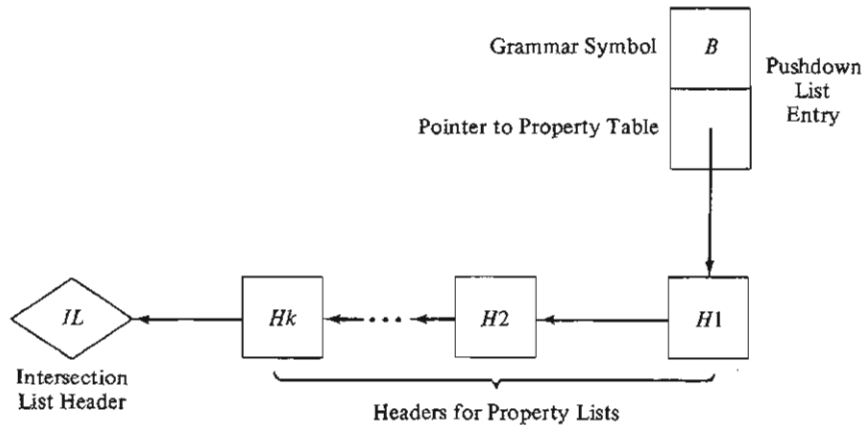 Grammar Symbol
B
Pushdown
List
Entry
Pointer to Property Table
IL
Hk
H2
H1
Intersection
List Header
Headers for Property Lists